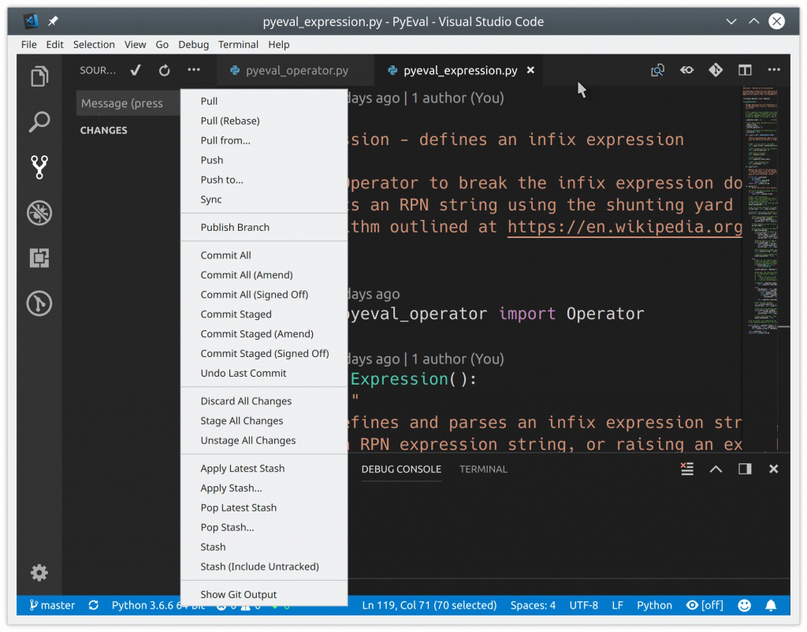 pyeval_expression.py - PyEval - Visual Studio Code
File Edit Selection View Go Debug Terminal Help
SOUR... pyeval_operator.py pyeval_expression.py
Message (press
CHANGES
Pull
Pull (Rebase)
Pull from...
Push
Push to...
Sync
Publish Branch
Commit All
Commit All (Amend)
Commit All (Signed Off)
Commit Staged
Commit Staged (Amend)
Commit Staged (Signed Off)
Undo Last Commit
Discard All Changes
Stage All Changes
Unstage All Changes
Apply Latest Stash
Apply Stash...
Pop Latest Stash
Pop Stash...
Stash
Stash (Include Untracked)
Show Git Output
days ago | 1 author (You)
ssion - defines an infix expression
Operator to break the infix expression do
s an RPN string using the shunting yard
thm outlined at https://en.wikipedia.org
days ago
pyeval_operator import Operator
days ago | 1 author (You)
Expression():
"
efines and parses an infix expression str
RPN expression string, or raising an ex
DEBUG CONSOLE TERMINAL
master Python 3.6.6 64-bit 0 0 0 Ln 119, Col 71 (70 selected) Spaces: 4 UTF-8 LF Python [off]